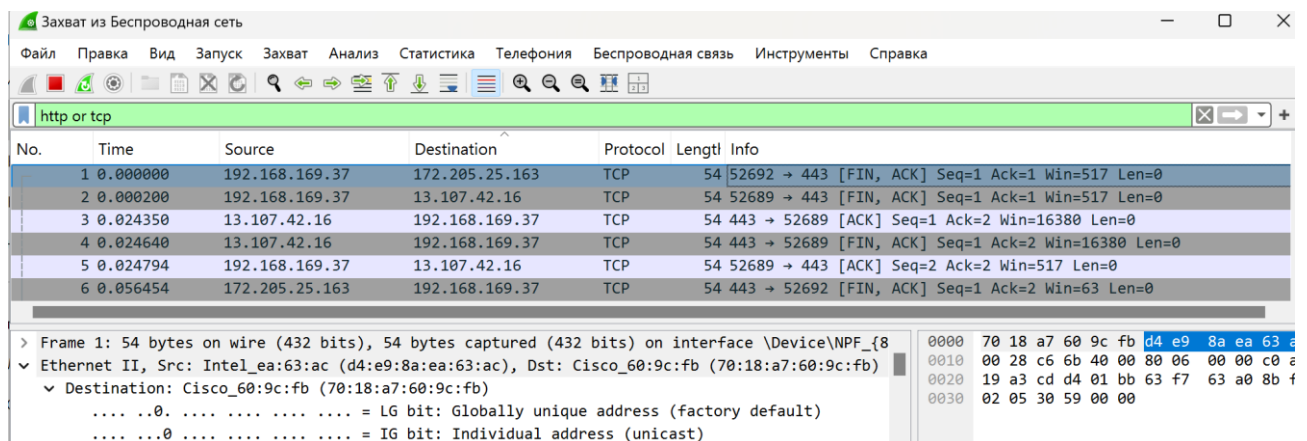 Захват из Беспроводная сеть
Файл Правка Вид Запуск Захват Анализ Статистика Телефония Беспроводная связь Инструменты Справка
http or tcp
No. Time Source Destination Protocol Length Info
1 0.000000 192.168.169.37 172.205.25.163 TCP 54 52692 → 443 [FIN, ACK] Seq=1 Ack=1 Win=517 Len=0
2 0.000200 192.168.169.37 13.107.42.16 TCP 54 52689 → 443 [FIN, ACK] Seq=1 Ack=1 Win=517 Len=0
3 0.024350 13.107.42.16 192.168.169.37 TCP 54 443 → 52689 [ACK] Seq=1 Ack=2 Win=16380 Len=0
4 0.024640 13.107.42.16 192.168.169.37 TCP 54 443 → 52689 [FIN, ACK] Seq=1 Ack=2 Win=16380 Len=0
5 0.024794 192.168.169.37 13.107.42.16 TCP 54 52689 → 443 [ACK] Seq=2 Ack=2 Win=517 Len=0
6 0.056454 172.205.25.163 192.168.169.37 TCP 54 443 → 52692 [FIN, ACK] Seq=1 Ack=2 Win=63 Len=0
Frame 1: 54 bytes on wire (432 bits), 54 bytes captured (432 bits) on interface \Device\NPF_{8
Ethernet II, Src: Intel_ea:63:ac (d4:e9:8a:ea:63:ac), Dst: Cisco_60:9c:fb (70:18:a7:60:9c:fb)
Destination: Cisco_60:9c:fb (70:18:a7:60:9c:fb)
.... ..0. .... .... .... .... = LG bit: Globally unique address (factory default)
.... ...0 .... .... .... .... = IG bit: Individual address (unicast)
0000 70 18 a7 60 9c fb d4 e9 8a ea 63 a
0010 00 28 c6 6b 40 00 80 06 00 00 c0 a
0020 19 a3 cd d4 01 bb 63 f7 63 a0 8b f
0030 02 05 30 59 00 00